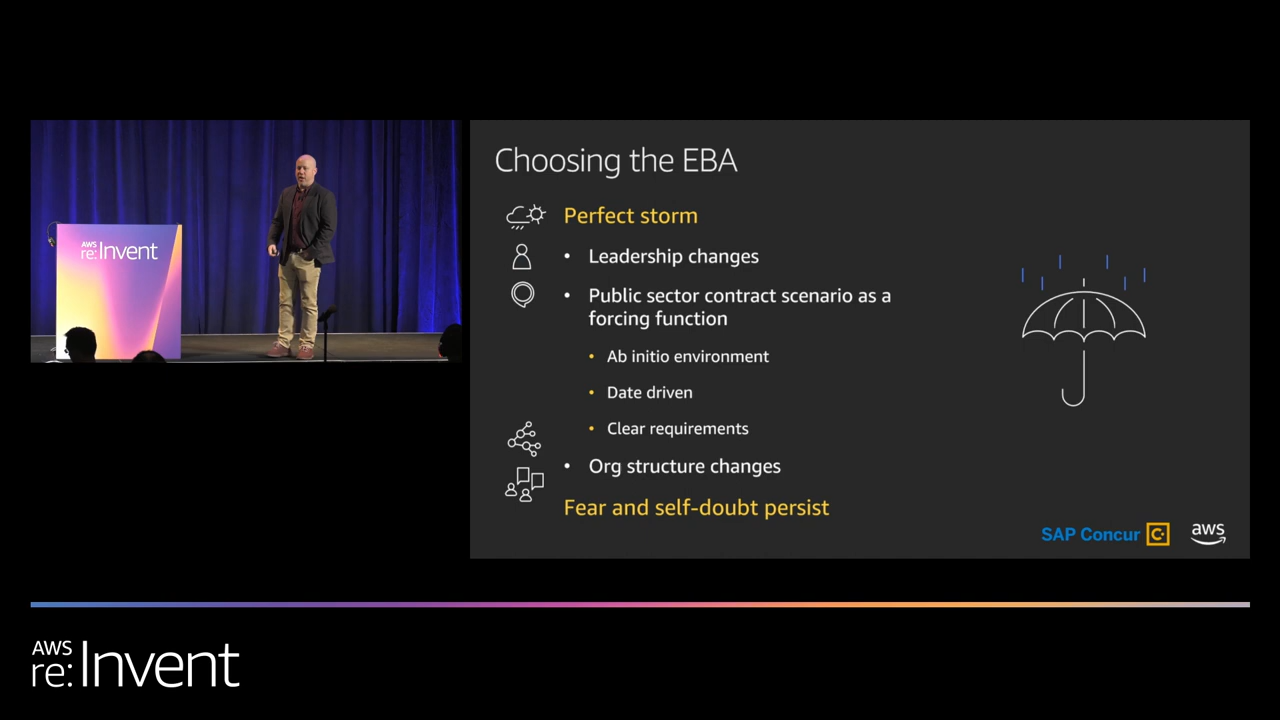 AWS
re:Invent
Choosing the EBA
Perfect storm
• Leadership changes
• Public sector contract scenario as a
forcing function
• Ab initio environment
• Date driven
• Clear requirements
• Org structure changes
Fear and self-doubt persist
SAP Concur C
aws
AWS
re:Invent